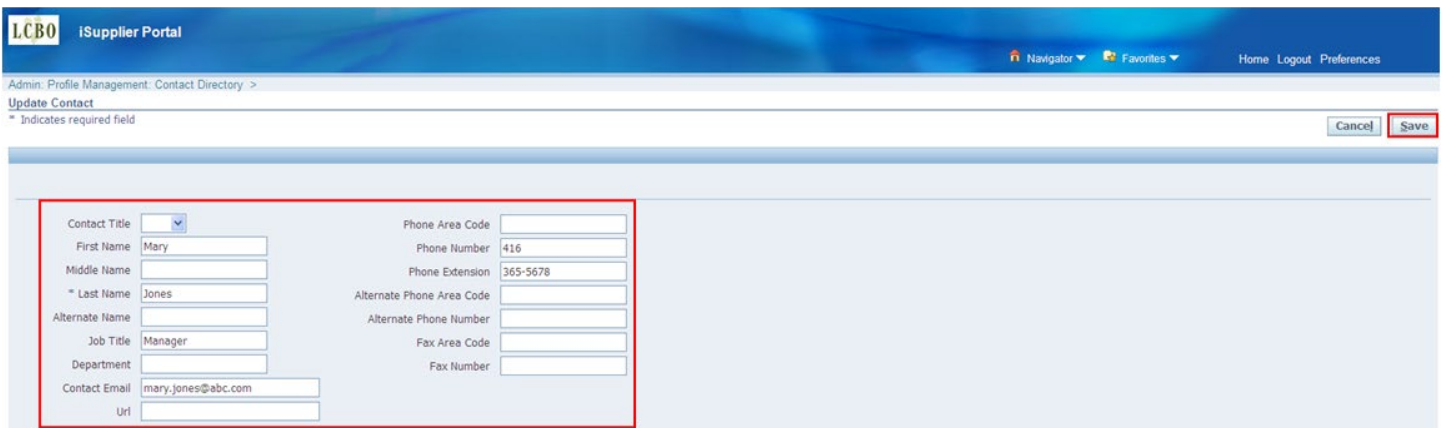 LCBO iSupplier Portal
Navigator Favorites Home Logout Preferences
Admin: Profile Management: Contact Directory >
Update Contact
* Indicates required field
Cancel Save
Contact Title
First Name Mary
Middle Name
* Last Name Jones
Alternate Name
Job Title Manager
Department
Contact Email mary.jones@abc.com
Url
Phone Area Code
Phone Number 416
Phone Extension 365-5678
Alternate Phone Area Code
Alternate Phone Number
Fax Area Code
Fax Number